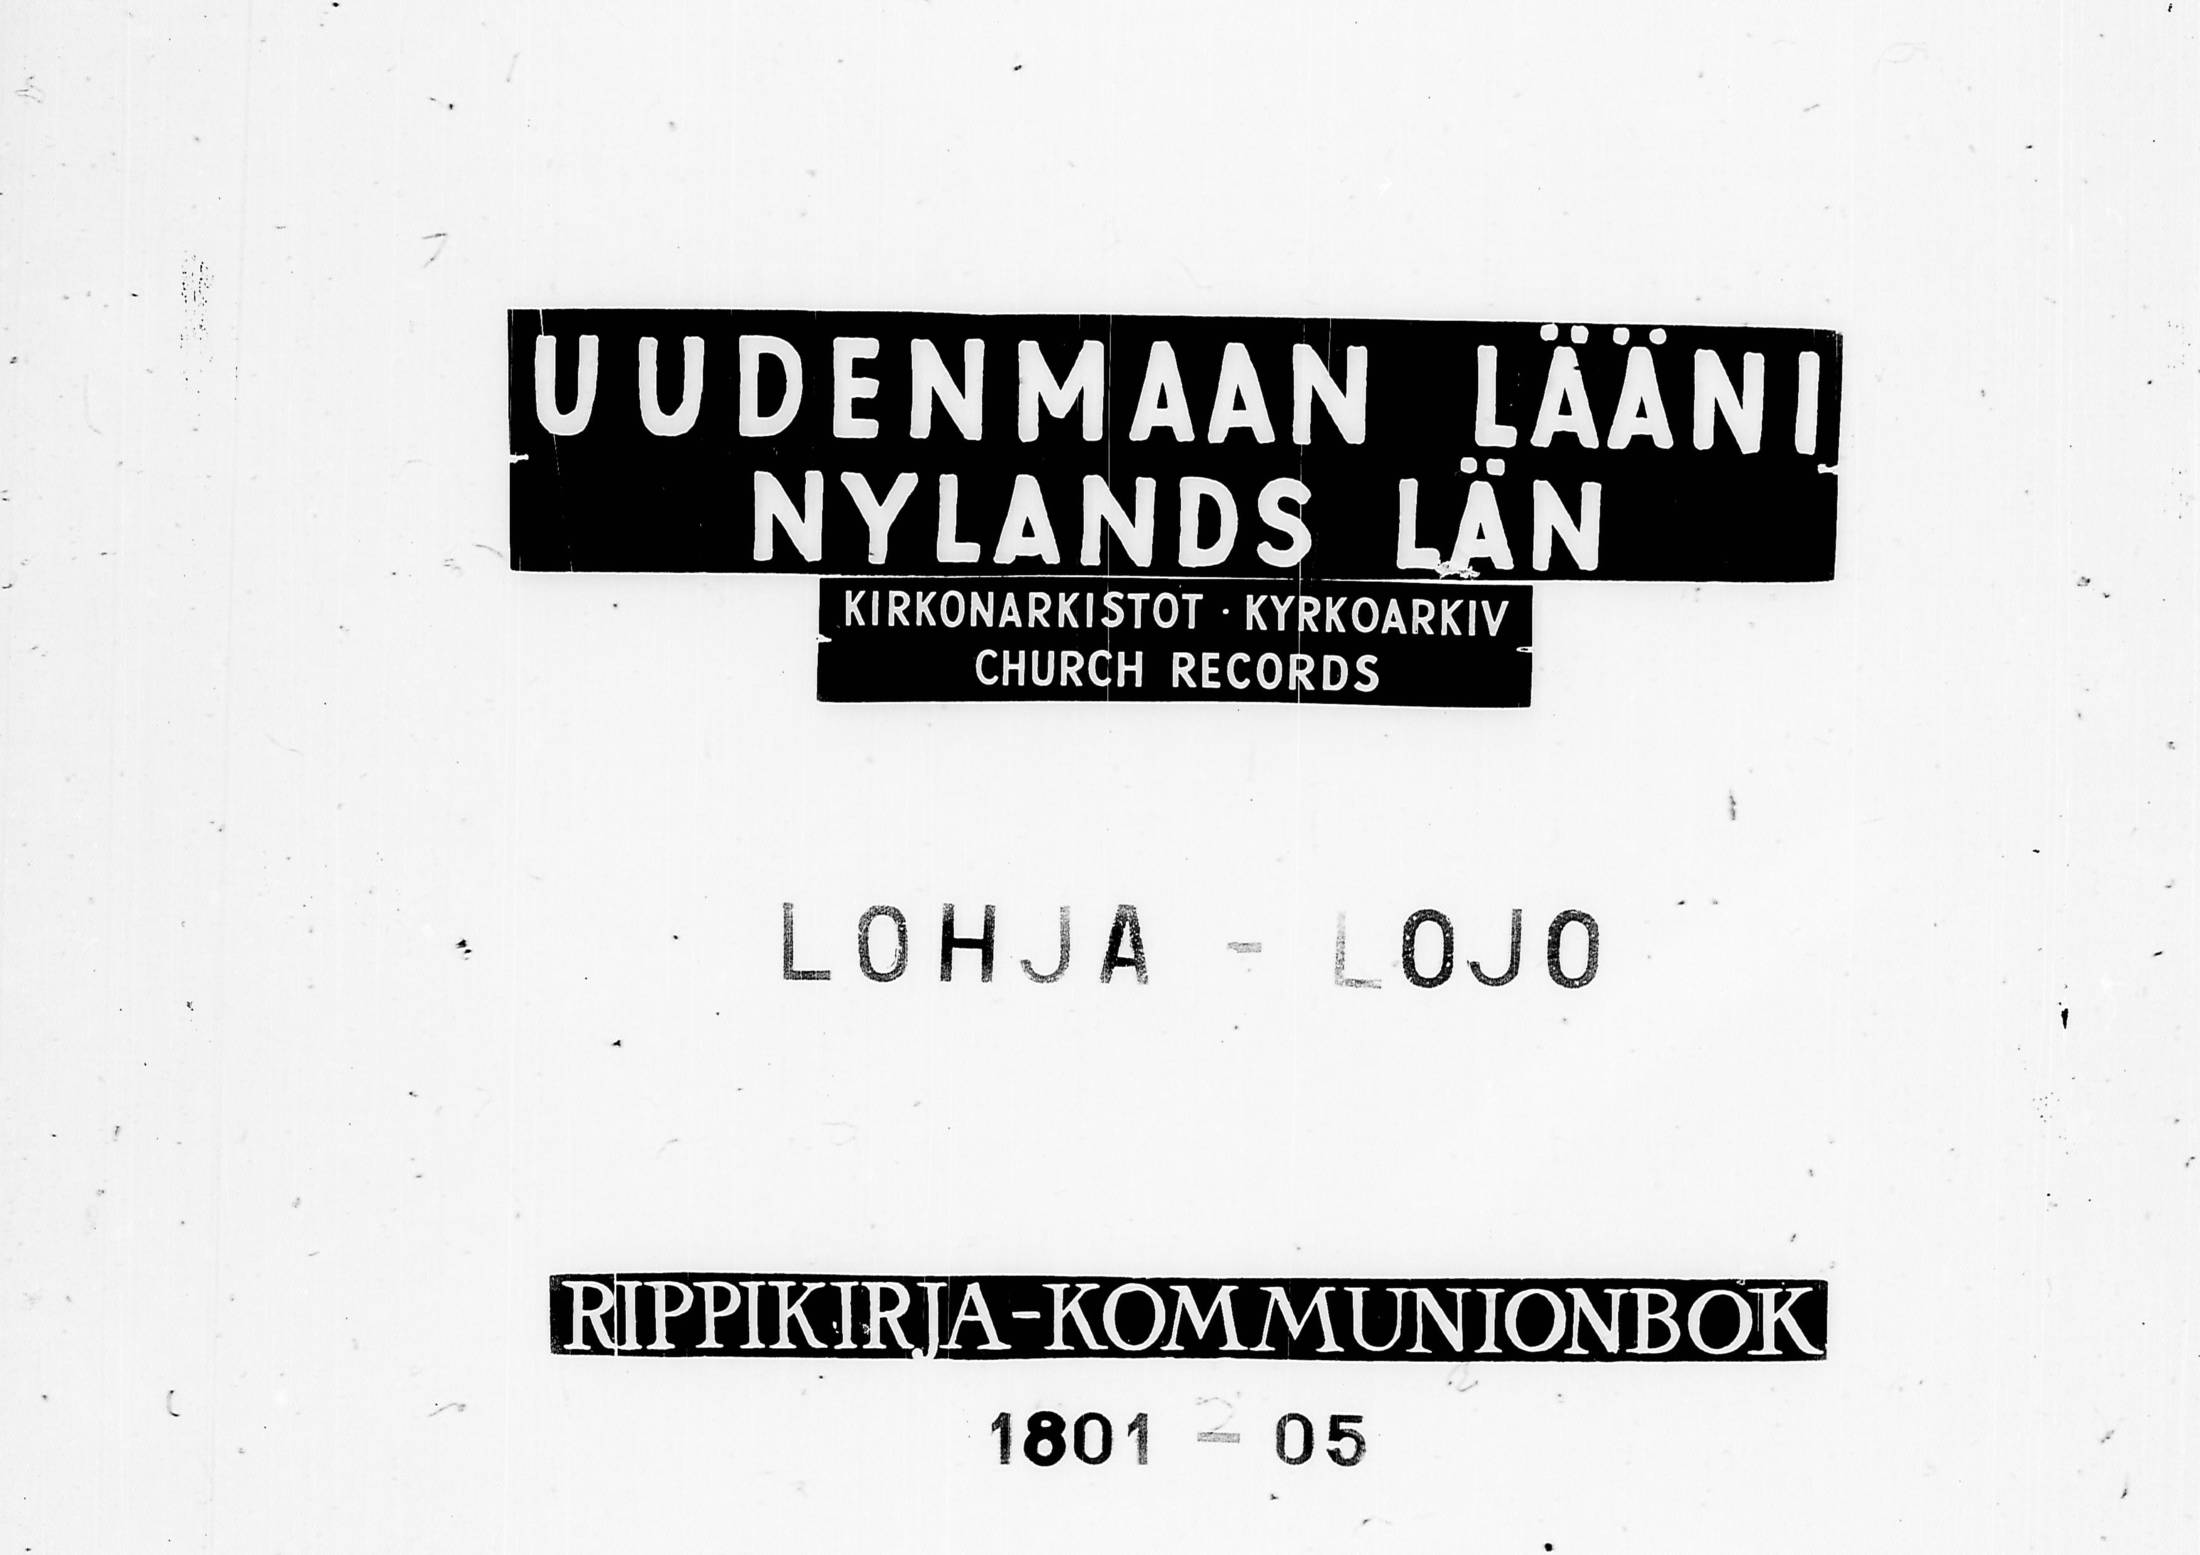 UUDENMAAN LÄÄNI
NYLANDS LÄN
KIRKONARKISTOT · KYRKOARKIV
CHURCH RECORDS
LOHJA - LOJO
RIPPIKIRJA-KOMMUNIONBOK
1801 - 05